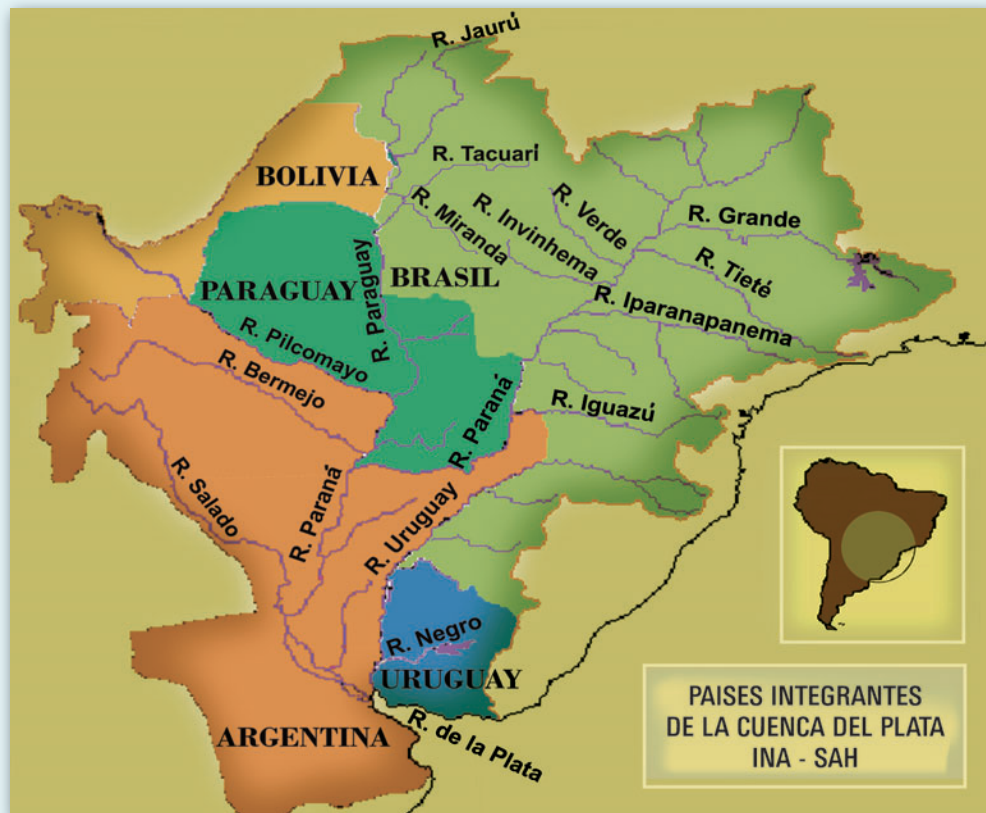 R. Jaurú
R. Tacuari
BOLIVIA
R. Verde
R. Grande
R. Invinhema
R. Miranda
R. Tieté
BRASIL
R. Paraguay
PARAGUAY
R. Iparanapanema
R. Pilcomayo
R. Bermejo
R. Iguazú
R. Paraná
R. Salado
R. Paraná
R. Uruguay
R. Negro
URUGUAY
ARGENTINA
R. de la Plata
PAISES INTEGRANTES
DE LA CUENCA DEL PLATA
INA - SAH